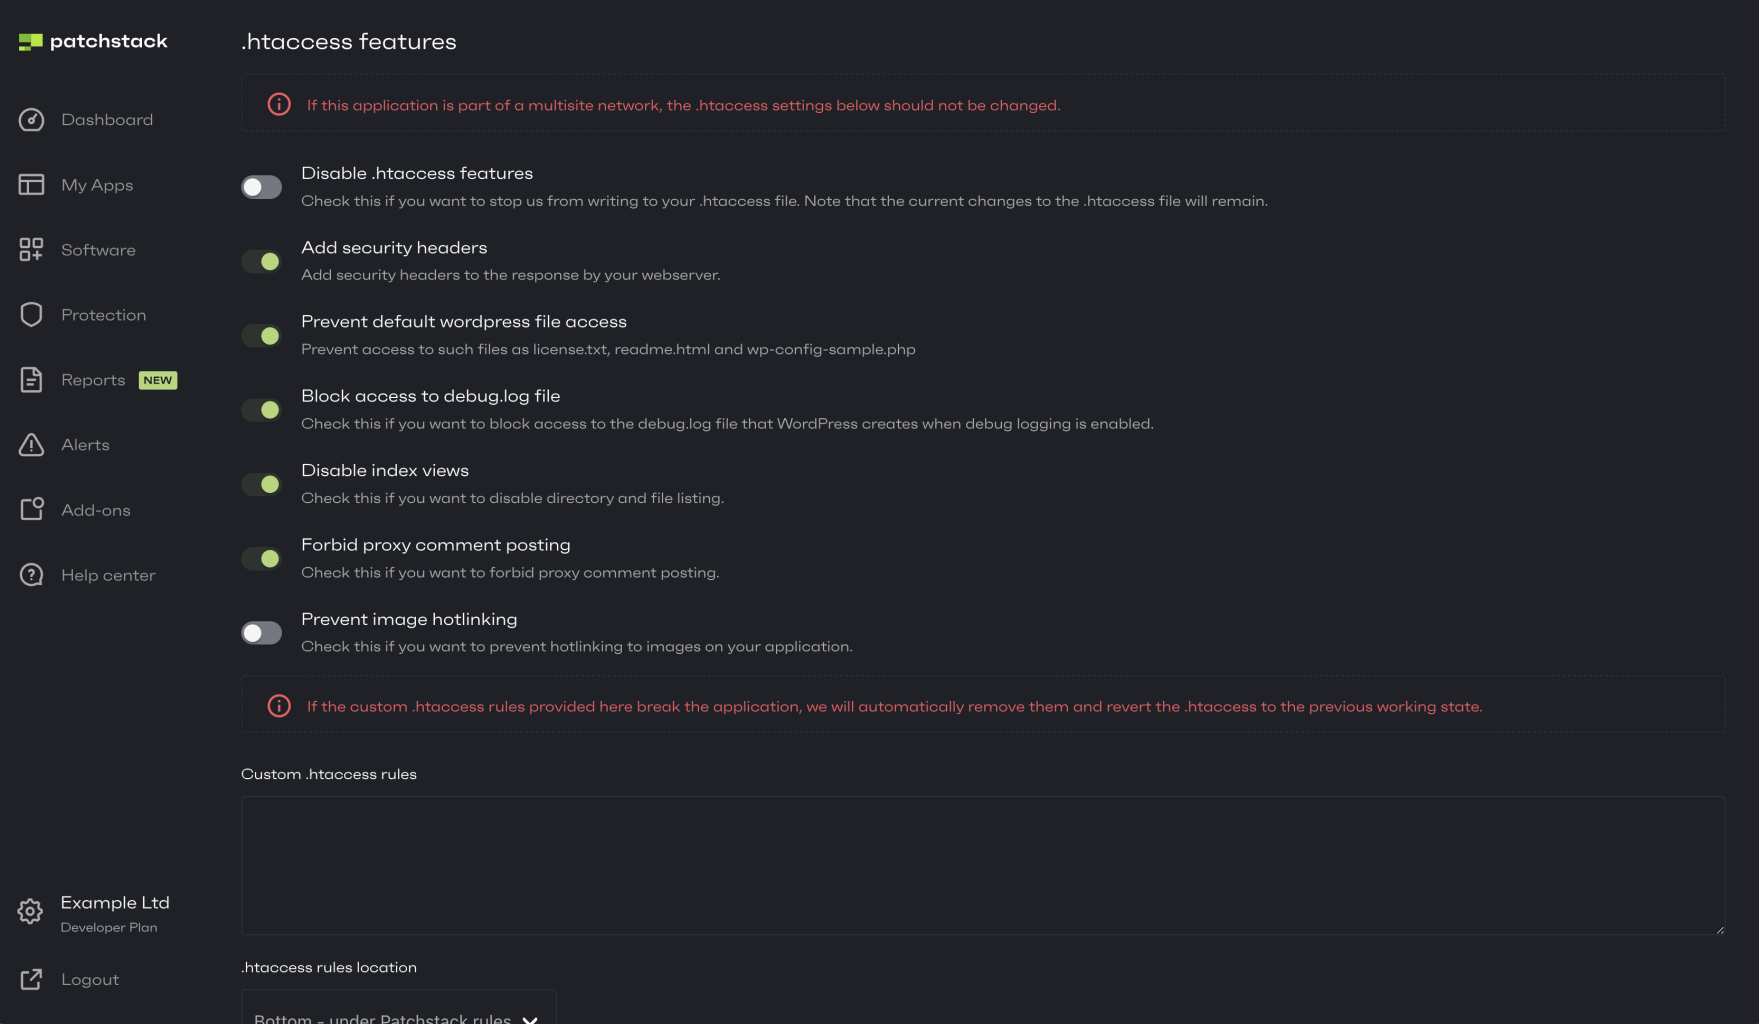 patchstack
Dashboard
My Apps
Software
Protection
Reports NEW
Alerts
Add-ons
Help center
Example Ltd
Developer Plan
Logout
.htaccess features
If this application is part of a multisite network, the .htaccess settings below should not be changed.
Disable .htaccess features
Check this if you want to stop us from writing to your .htaccess file. Note that the current changes to the .htaccess file will remain.
Add security headers
Add security headers to the response by your webserver.
Prevent default wordpress file access
Prevent access to such files as license.txt, readme.html and wp-config-sample.php
Block access to debug.log file
Check this if you want to block access to the debug.log file that WordPress creates when debug logging is enabled.
Disable index views
Check this if you want to disable directory and file listing.
Forbid proxy comment posting
Check this if you want to forbid proxy comment posting.
Prevent image hotlinking
Check this if you want to prevent hotlinking to images on your application.
If the custom .htaccess rules provided here break the application, we will automatically remove them and revert the .htaccess to the previous working state.
Custom .htaccess rules
.htaccess rules location
Bottom - under Patchstack rules